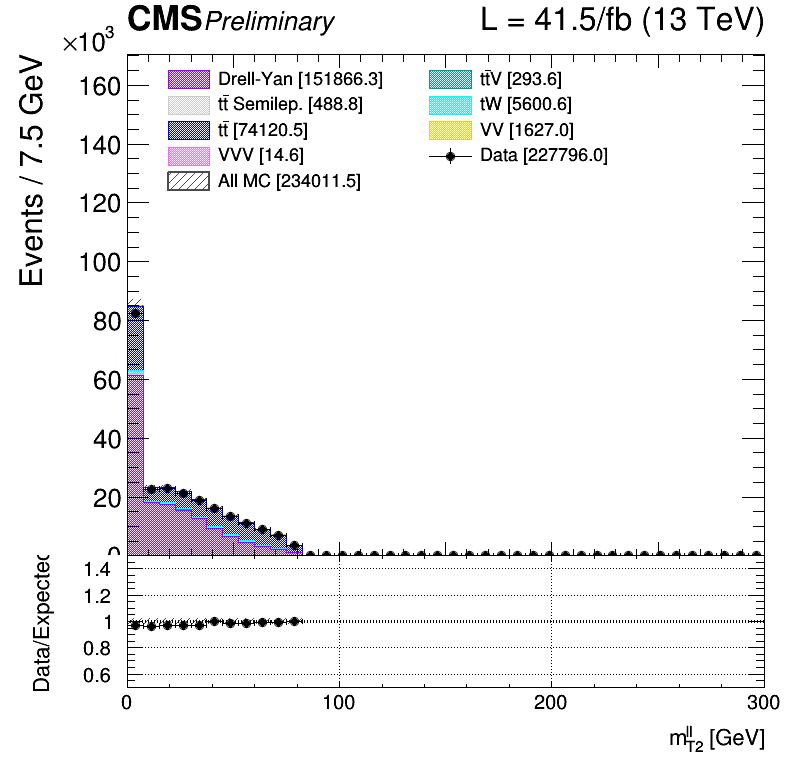 CMS Preliminary L = 41.5/fb (13 TeV)
×10³
Events / 7.5 GeV
160
140
120
100
80
60
40
20
0
Drell-Yan [151866.3]
tt̄ Semilep. [488.8]
tt̄ [74120.5]
VVV [14.6]
All MC [234011.5]
tt̄V [293.6]
tW [5600.6]
VV [1627.0]
Data [227796.0]
Data/Expected
1.4
1.2
1
0.8
0.6
0 100 200 300
m_T2^ll [GeV]